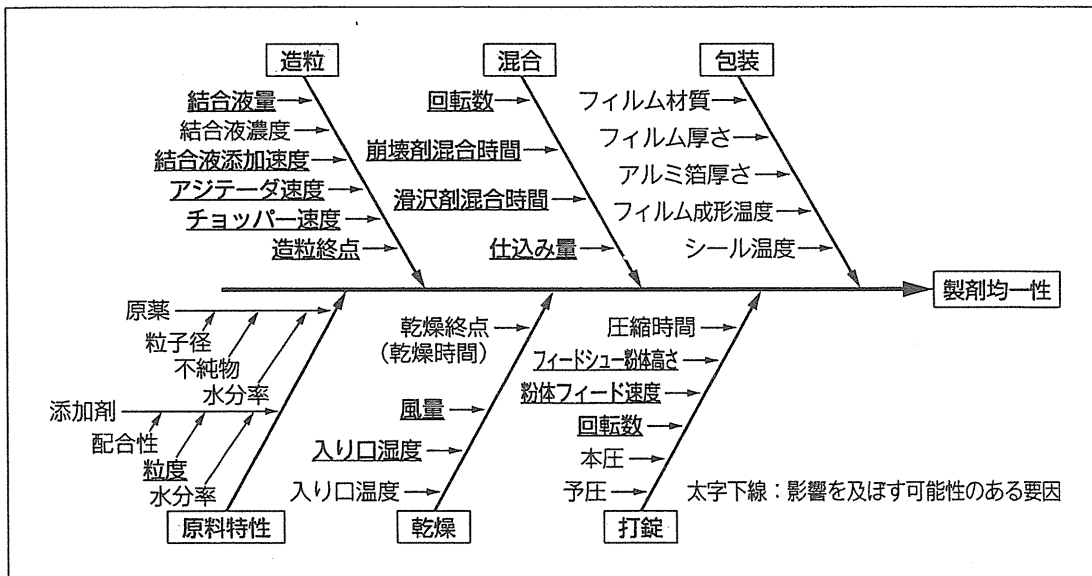 造粒
結合液量
結合液濃度
結合液添加速度
アジテーダ速度
チョッパー速度
造粒終点
混合
回転数
崩壊剤混合時間
滑沢剤混合時間
仕込み量
包装
フィルム材質
フィルム厚さ
アルミ箔厚さ
フィルム成形温度
シール温度
製剤均一性
原薬
粒子径
不純物
水分率
添加剤
配合性
粒度
水分率
原料特性
乾燥終点
(乾燥時間)
風量
入り口湿度
入り口温度
乾燥
圧縮時間
フィードシュー粉体高さ
粉体フィード速度
回転数
本圧
予圧
打錠
太字下線:影響を及ぼす可能性のある要因